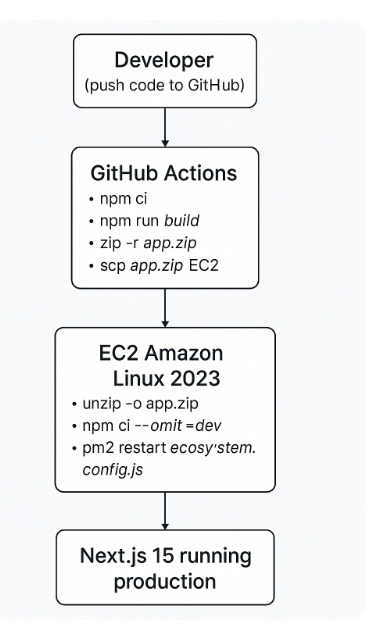 Developer
(push code to GitHub)
GitHub Actions
• npm ci
• npm run build
• zip -r app.zip
• scp app.zip EC2
EC2 Amazon
Linux 2023
• unzip -o app.zip
• npm ci --omit =dev
• pm2 restart ecosy'stem.
config.js
Next.js 15 running
production